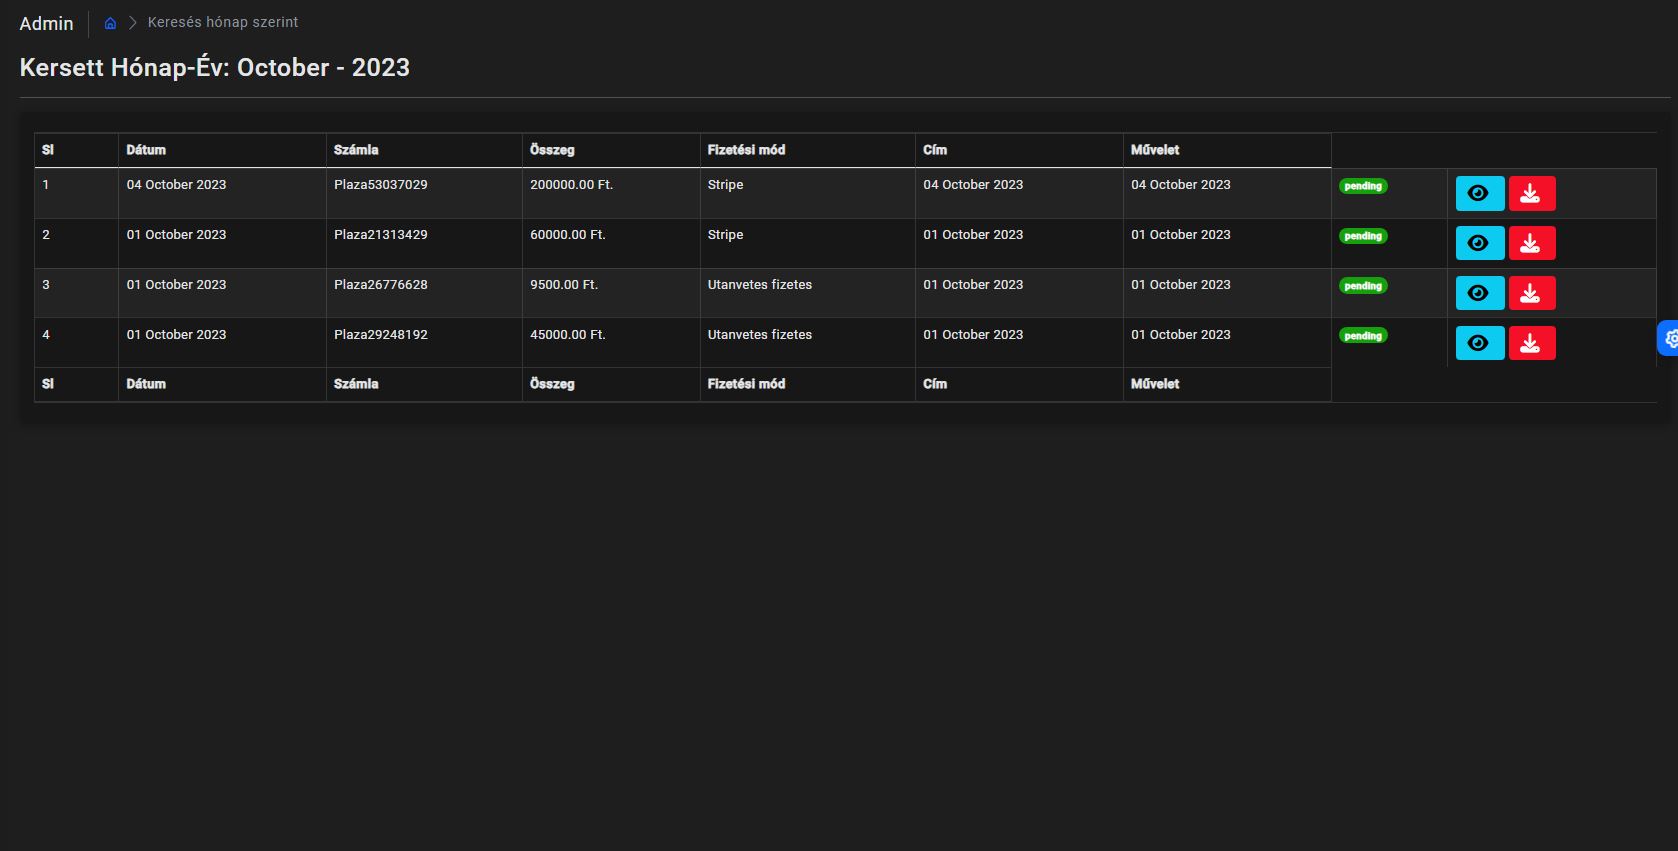 Admin
Keresés hónap szerint
Kersett Hónap-Év: October - 2023
Sl Dátum Számla Összeg Fizetési mód Cím Művelet
1 04 October 2023 Plaza53037029 200000.00 Ft. Stripe 04 October 2023 04 October 2023 pending
2 01 October 2023 Plaza21313429 60000.00 Ft. Stripe 01 October 2023 01 October 2023 pending
3 01 October 2023 Plaza26776628 9500.00 Ft. Utanvetes fizetes 01 October 2023 01 October 2023 pending
4 01 October 2023 Plaza29248192 45000.00 Ft. Utanvetes fizetes 01 October 2023 01 October 2023 pending
Sl Dátum Számla Összeg Fizetési mód Cím Művelet